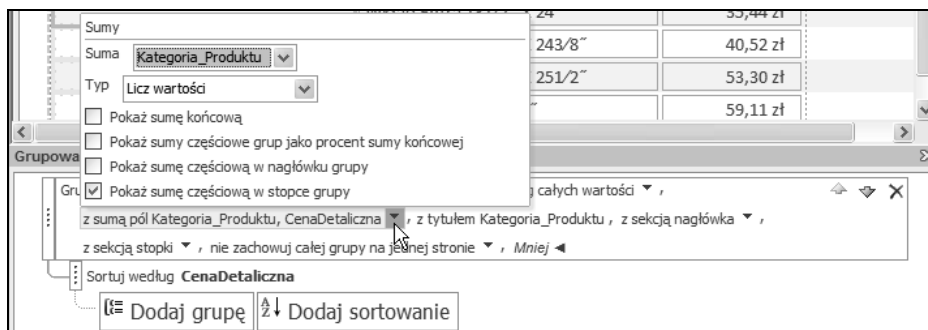 24
35,44 zł
Sumy
Suma Kategoria_Produktu
243/8˝ 40,52 zł
Typ Licz wartości
251/2˝ 53,30 zł
Pokaż sumę końcową
59,11 zł
Pokaż sumy częściowe grup jako procent sumy końcowej
Pokaż sumę częściową w nagłówku grupy
Grupowa
Pokaż sumę częściową w stopce grupy
całych wartości ▼ ,
z sumą pól Kategoria_Produktu, CenaDetaliczna ▼ , z tytułem Kategoria_Produktu , z sekcją nagłówka ▼ ,
z sekcją stopki ▼ , nie zachowuj całej grupy na jednej stronie ▼ , Mniej ◄
Sortuj według CenaDetaliczna
Dodaj grupę Dodaj sortowanie